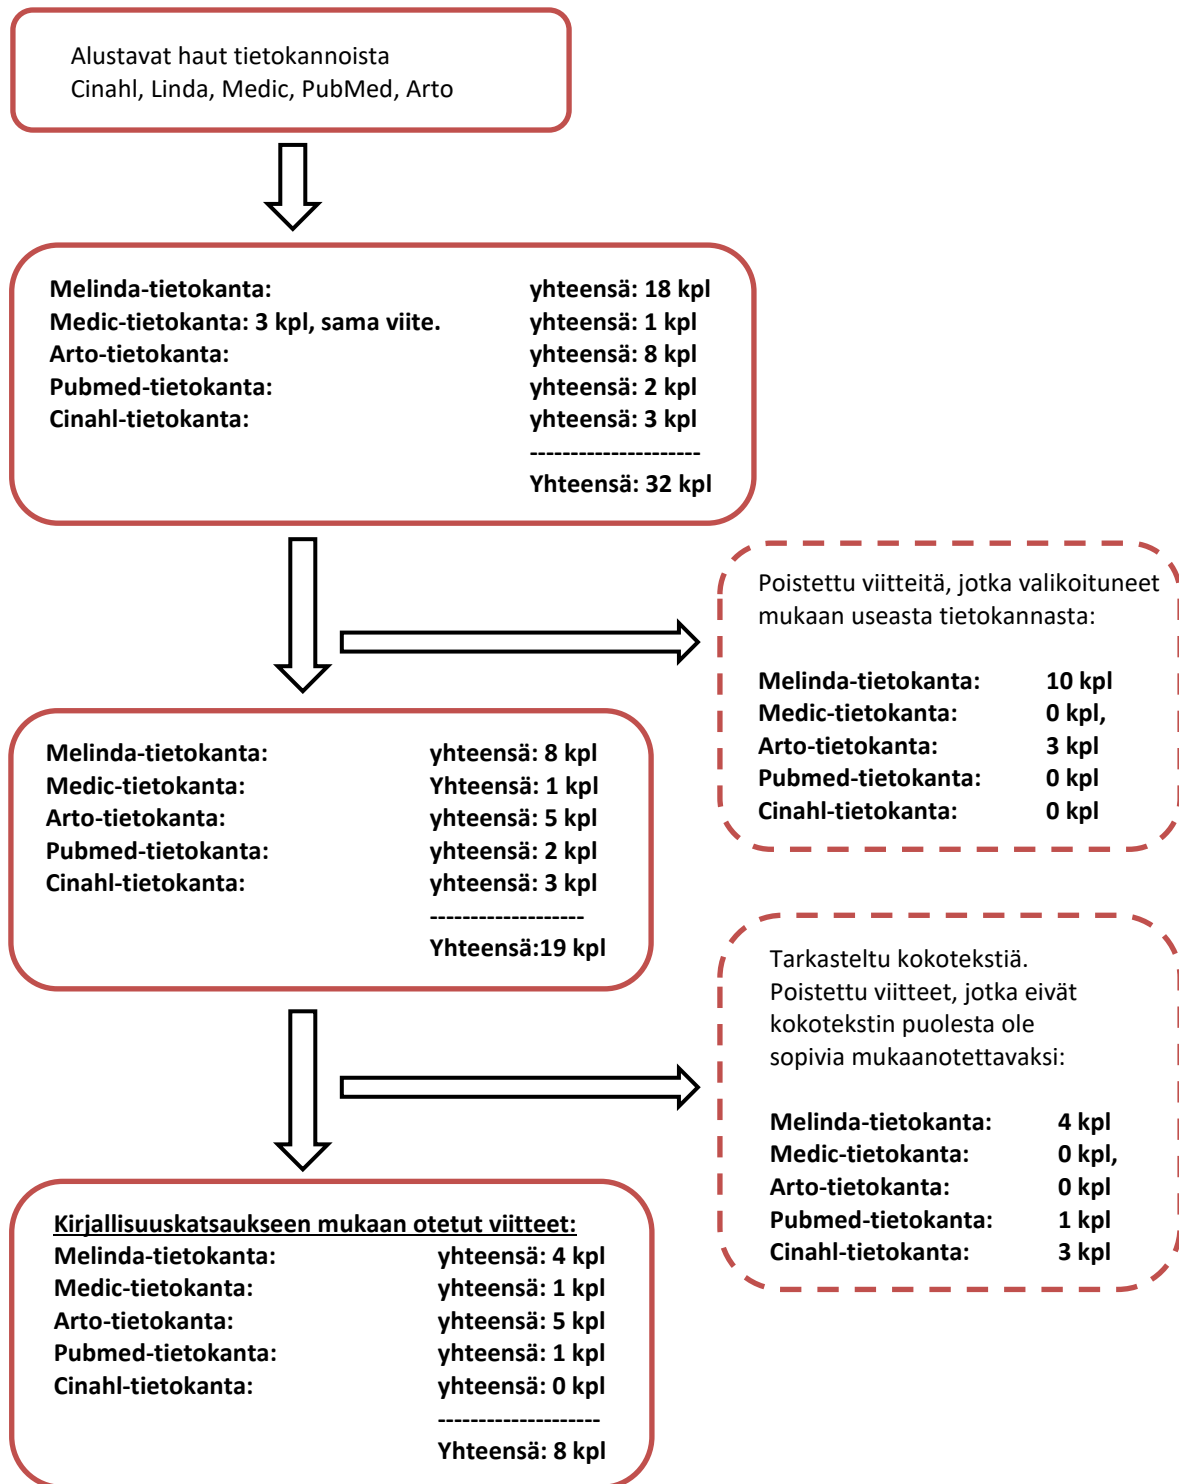 Alustavat haut tietokannoista
Cinahl, Linda, Medic, PubMed, Arto
Melinda-tietokanta: yhteensä: 18 kpl
Medic-tietokanta: 3 kpl, sama viite. yhteensä: 1 kpl
Arto-tietokanta: yhteensä: 8 kpl
Pubmed-tietokanta: yhteensä: 2 kpl
Cinahl-tietokanta: yhteensä: 3 kpl
---------------------
Yhteensä: 32 kpl
Poistettu viitteitä, jotka valikoituneet
mukaan useasta tietokannasta:
Melinda-tietokanta: 10 kpl
Medic-tietokanta: 0 kpl,
Arto-tietokanta: 3 kpl
Pubmed-tietokanta: 0 kpl
Cinahl-tietokanta: 0 kpl
Melinda-tietokanta: yhteensä: 8 kpl
Medic-tietokanta: Yhteensä: 1 kpl
Arto-tietokanta: yhteensä: 5 kpl
Pubmed-tietokanta: yhteensä: 2 kpl
Cinahl-tietokanta: yhteensä: 3 kpl
-------------------
Yhteensä:19 kpl
Tarkasteltu kokotekstiä.
Poistettu viitteet, jotka eivät
kokotekstin puolesta ole
sopivia mukaanotettavaksi:
Melinda-tietokanta: 4 kpl
Medic-tietokanta: 0 kpl,
Arto-tietokanta: 0 kpl
Pubmed-tietokanta: 1 kpl
Cinahl-tietokanta: 3 kpl
Kirjallisuuskatsaukseen mukaan otetut viitteet:
Melinda-tietokanta: yhteensä: 4 kpl
Medic-tietokanta: yhteensä: 1 kpl
Arto-tietokanta: yhteensä: 5 kpl
Pubmed-tietokanta: yhteensä: 1 kpl
Cinahl-tietokanta: yhteensä: 0 kpl
--------------------
Yhteensä: 8 kpl